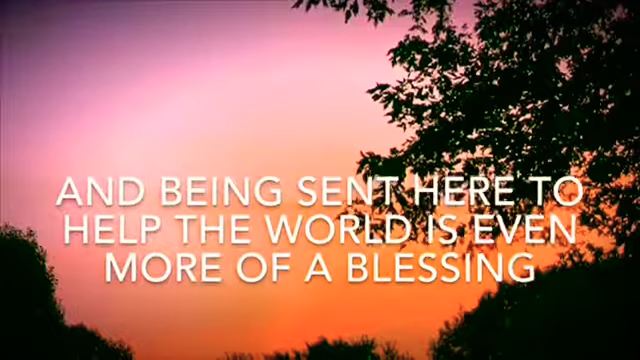 AND BEING SENT HERE TO
HELP THE WORLD IS EVEN
MORE OF A BLESSING